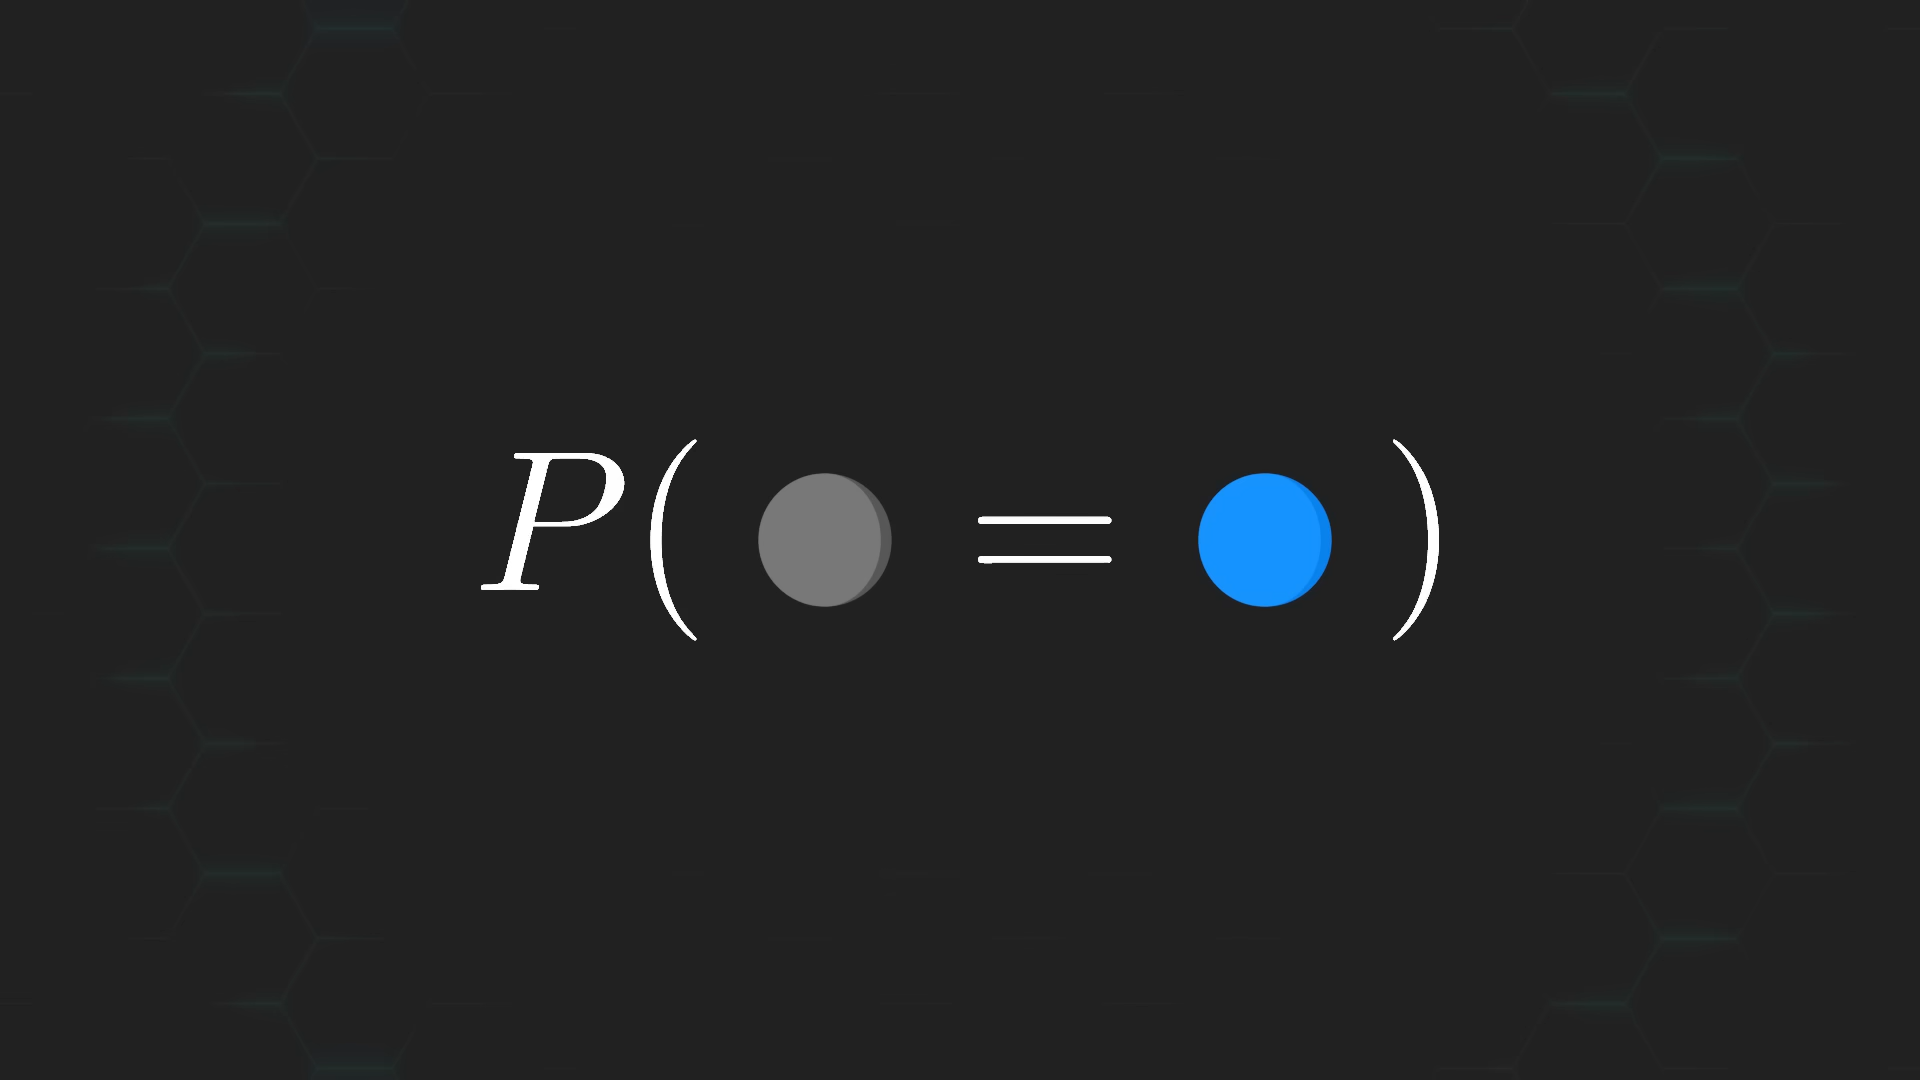 P( = )